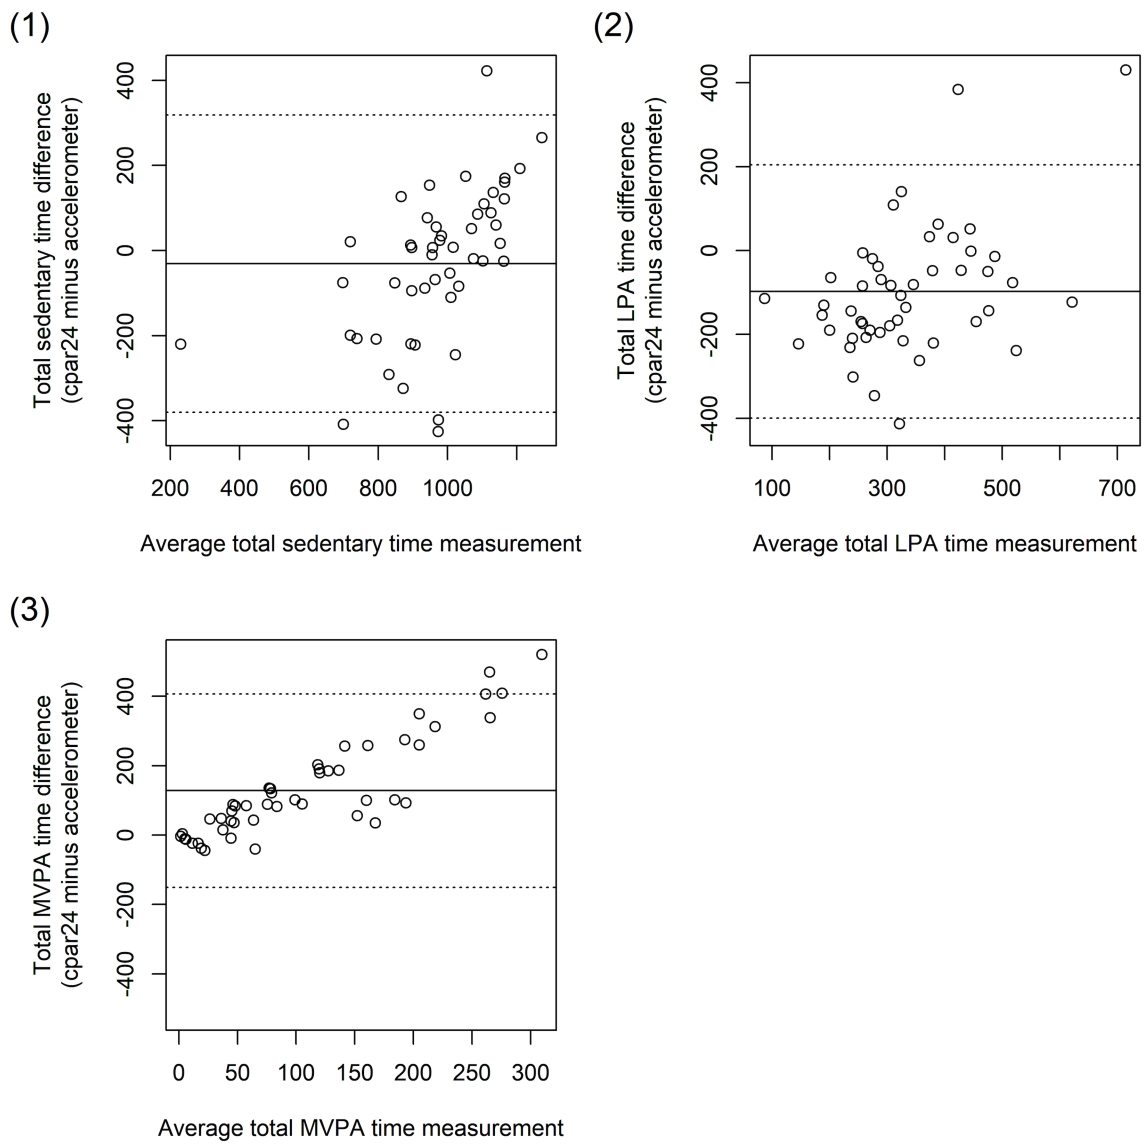 (1)
Total sedentary time difference
(cpar24 minus accelerometer)
400
200
0
-200
-400
200 400 600 800 1000
Average total sedentary time measurement
(2)
Total LPA time difference
(cpar24 minus accelerometer)
400
200
0
-200
-400
100 300 500 700
Average total LPA time measurement
(3)
Total MVPA time difference
(cpar24 minus accelerometer)
400
200
0
-200
-400
0 50 100 150 200 250 300
Average total MVPA time measurement